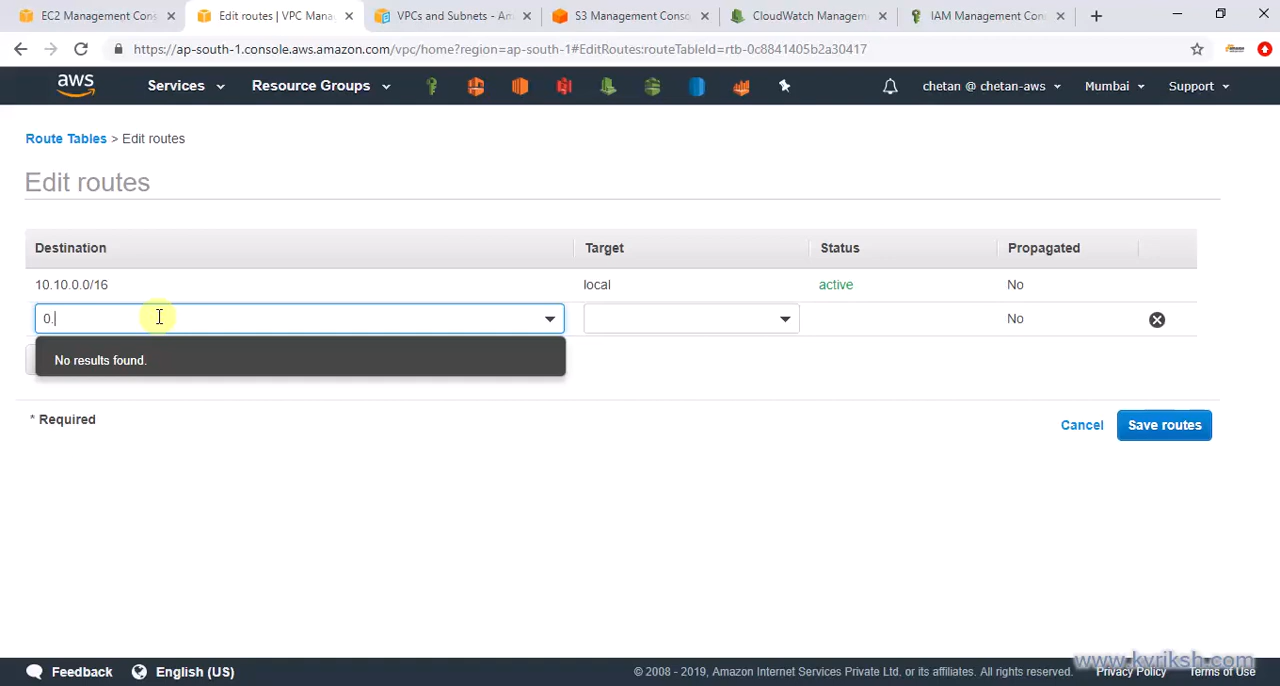 EC2 Management Cons
Edit routes | VPC Mana
VPCs and Subnets - Am
S3 Management Conso
CloudWatch Managem
IAM Management Con
https://ap-south-1.console.aws.amazon.com/vpc/home?region=ap-south-1#EditRoutes:routeTableId=rtb-0c8841405b2a30417
aws Services Resource Groups chetan @ chetan-aws Mumbai Support
Route Tables > Edit routes
Edit routes
Destination Target Status Propagated
10.10.0.0/16 local active No
0. No
No results found.
* Required
Cancel Save routes
Feedback English (US) © 2008 - 2019, Amazon Internet Services Private Ltd. or its affiliates. All rights reserved. Privacy Policy Terms of Use
www.kvriksh.com